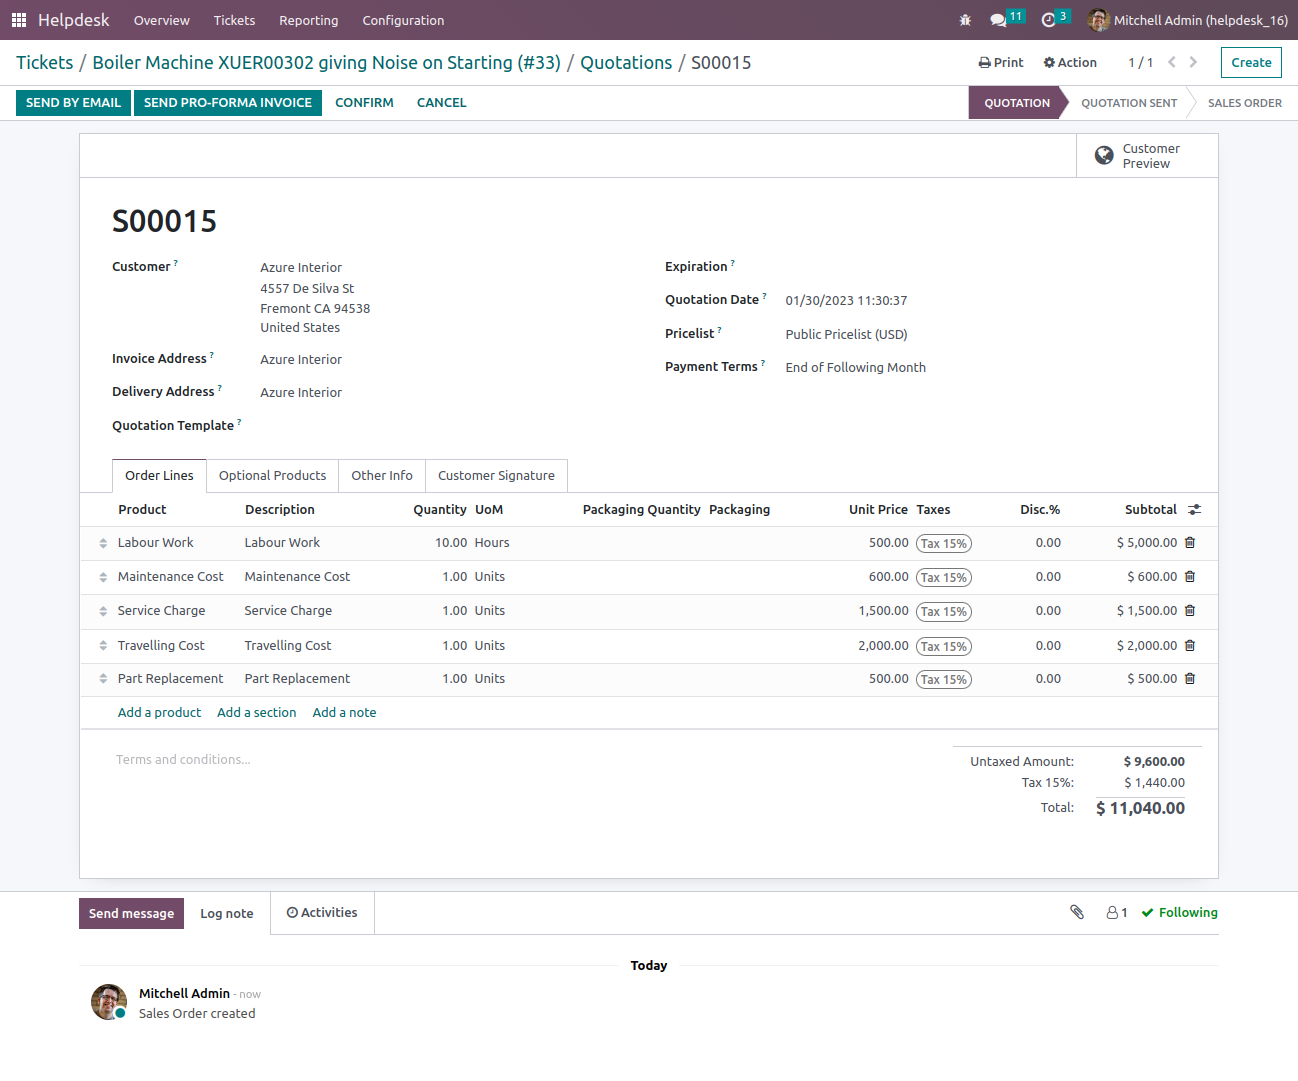 Helpdesk Overview Tickets Reporting Configuration 11 3 Mitchell Admin (helpdesk_16)
Tickets / Boiler Machine XUER00302 giving Noise on Starting (#33) / Quotations / S00015 Print Action 1 / 1 Create
SEND BY EMAIL SEND PRO-FORMA INVOICE CONFIRM CANCEL QUOTATION QUOTATION SENT SALES ORDER
Customer
Preview
S00015
Customer ? Azure Interior
4557 De Silva St
Fremont CA 94538
United States
Invoice Address ? Azure Interior
Delivery Address ? Azure Interior
Quotation Template ?
Expiration ?
Quotation Date ? 01/30/2023 11:30:37
Pricelist ? Public Pricelist (USD)
Payment Terms ? End of Following Month
Order Lines Optional Products Other Info Customer Signature
Product Description Quantity UoM Packaging Quantity Packaging Unit Price Taxes Disc.% Subtotal
Labour Work Labour Work 10.00 Hours 500.00 Tax 15% 0.00 $ 5,000.00
Maintenance Cost Maintenance Cost 1.00 Units 600.00 Tax 15% 0.00 $ 600.00
Service Charge Service Charge 1.00 Units 1,500.00 Tax 15% 0.00 $ 1,500.00
Travelling Cost Travelling Cost 1.00 Units 2,000.00 Tax 15% 0.00 $ 2,000.00
Part Replacement Part Replacement 1.00 Units 500.00 Tax 15% 0.00 $ 500.00
Add a product Add a section Add a note
Terms and conditions...
Untaxed Amount: $ 9,600.00
Tax 15%: $ 1,440.00
Total: $ 11,040.00
Send message Log note Activities 1 Following
Today
Mitchell Admin - now
Sales Order created